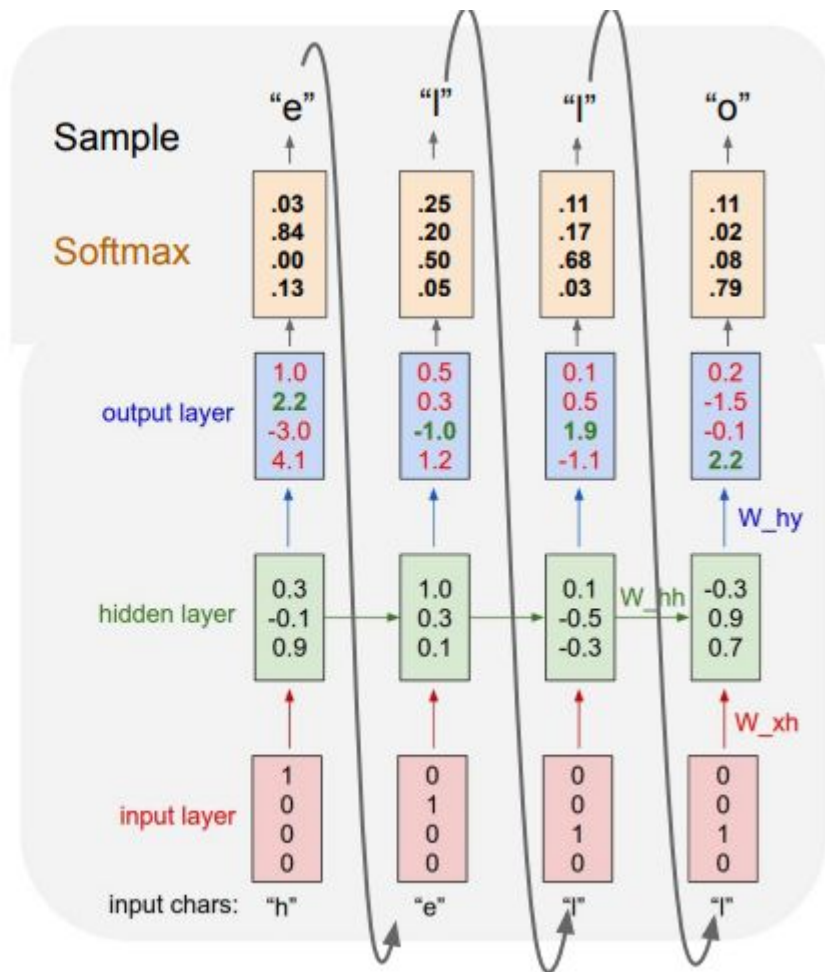 “e” “l” “l” “o”
Sample
.03 .25 .11 .11
.84 .20 .17 .02
.00 .50 .68 .08
.13 .05 .03 .79
Softmax
1.0 0.5 0.1 0.2
2.2 0.3 0.5 -1.5
-3.0 -1.0 1.9 -0.1
4.1 1.2 -1.1 2.2
output layer
W_hy
0.3 1.0 0.1 -0.3
-0.1 0.3 -0.5 0.9
0.9 0.1 -0.3 0.7
hidden layer
W_hh
W_xh
1 0 0 0
0 1 0 0
0 0 1 1
0 0 0 0
input layer
input chars: “h” “e” “l” “l”